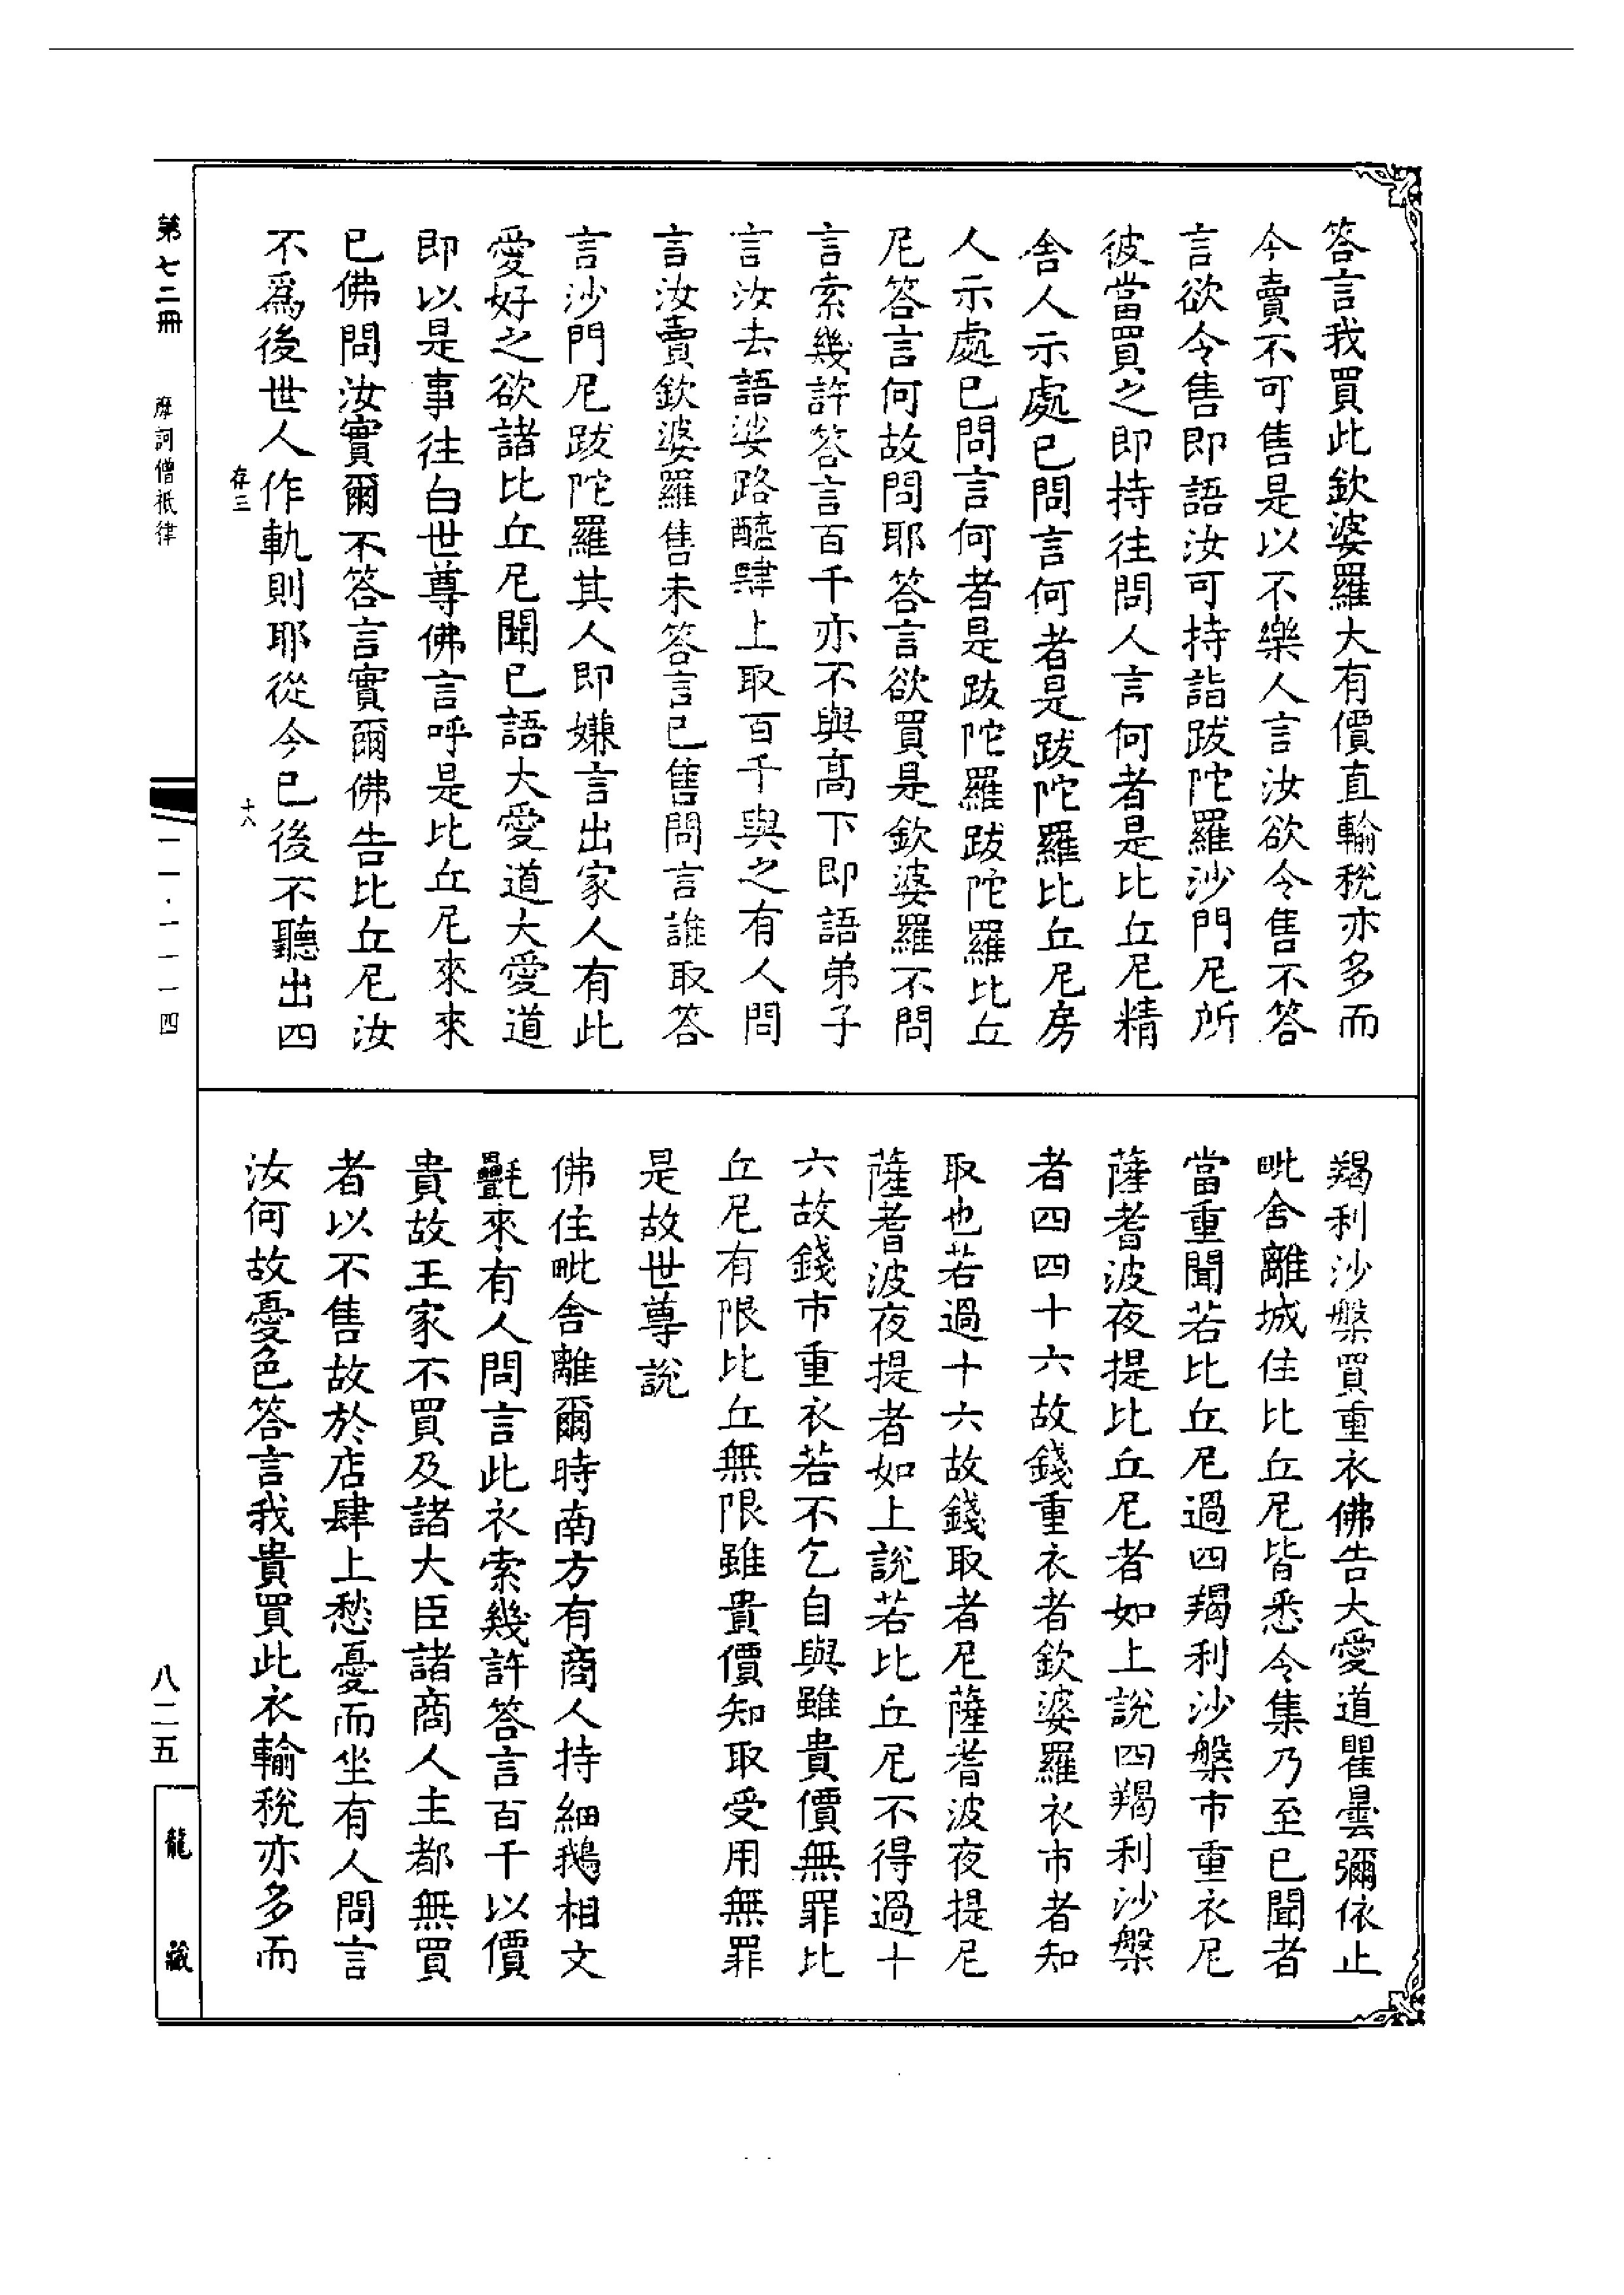 答言我買此欽婆羅大有價直輸稅亦多而
今賣不可售是以不樂人言汝欲令售不答
言欲令售即語汝可持詣跋陀羅沙門尼所
彼當買之即持往問人言何者是比丘尼精
舍人示處已問言何者是跋陀羅比丘尼房
人示處已問言何者是跋陀羅跋陀羅比丘
尼答言何故問耶答言欲買是欽婆羅不問
言索幾許答言百千亦不與高下即語弟子
言汝去語娑路醯肆上取百千與之有人問
言汝賣欽婆羅售未答言已售問言誰取答
言沙門尼跋陀羅其人即嫌言出家人有此
愛好之欲諸比丘尼聞已語大愛道大愛道
即以是事往白世尊佛言呼是比丘尼來來
已佛問汝實爾不答言實爾佛告比丘尼汝
不為後世人作軌則耶從今已後不聽出四
存三
十八
羯利沙槃買重衣佛告大愛道瞿曇彌依止
毗舍離城住比丘尼皆悉令集乃至已聞者
當重聞若比丘尼過四羯利沙槃市重衣尼
薩耆波夜提比丘尼者如上說四羯利沙槃
者四四十六故錢重衣者欽婆羅衣市者知
取也若過十六故錢取者尼薩耆波夜提尼
薩耆波夜提者如上說若比丘尼不得過十
六故錢市重衣若不乞自與雖貴價無罪比
丘尼有限比丘無限雖貴價知取受用無罪
是故世尊說
佛住毗舍離爾時南方有商人持細鵝相文
氎來有人問言此衣索幾許答言百千以價
貴故王家不買及諸大臣諸商人主都無買
者以不售故於店肆上愁憂而坐有人問言
汝何故憂色答言我貴買此衣輸稅亦多而
第七二冊
摩訶僧祇律
一一·一一一四
八二五
龍藏